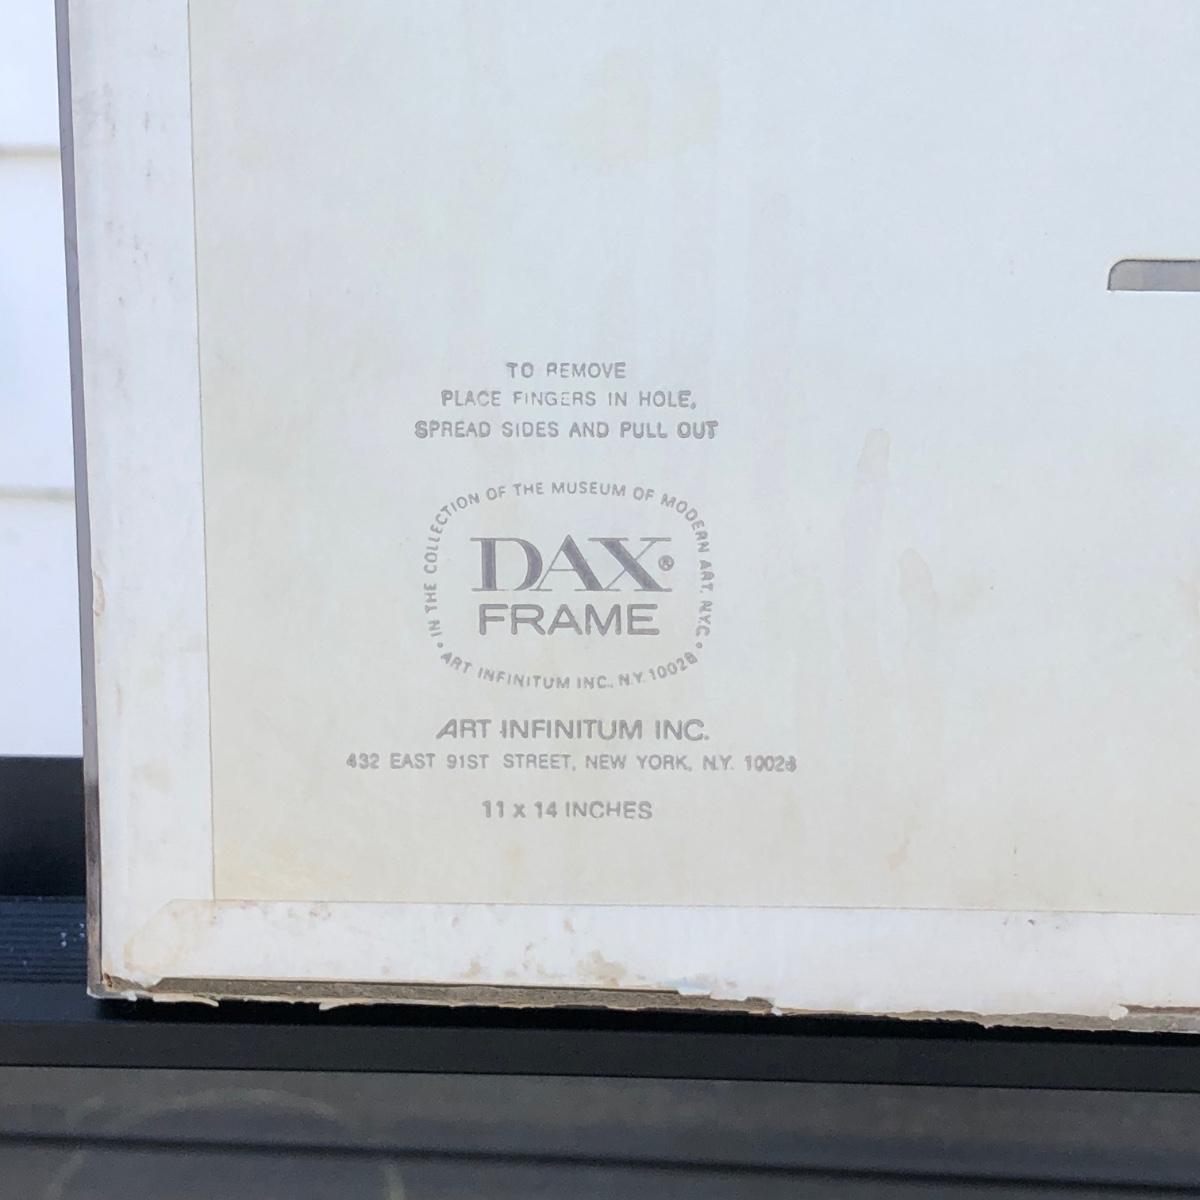 TO REMOVE
PLACE FINGERS IN HOLE,
SPREAD SIDES AND PULL OUT
• IN THE COLLECTION OF THE MUSEUM OF MODERN ART, NYC •
DAX®
FRAME
ART INFINITUM INC., N.Y. 10028
ART INFINITUM INC.
432 EAST 91ST STREET, NEW YORK, N.Y. 10028
11 x 14 INCHES